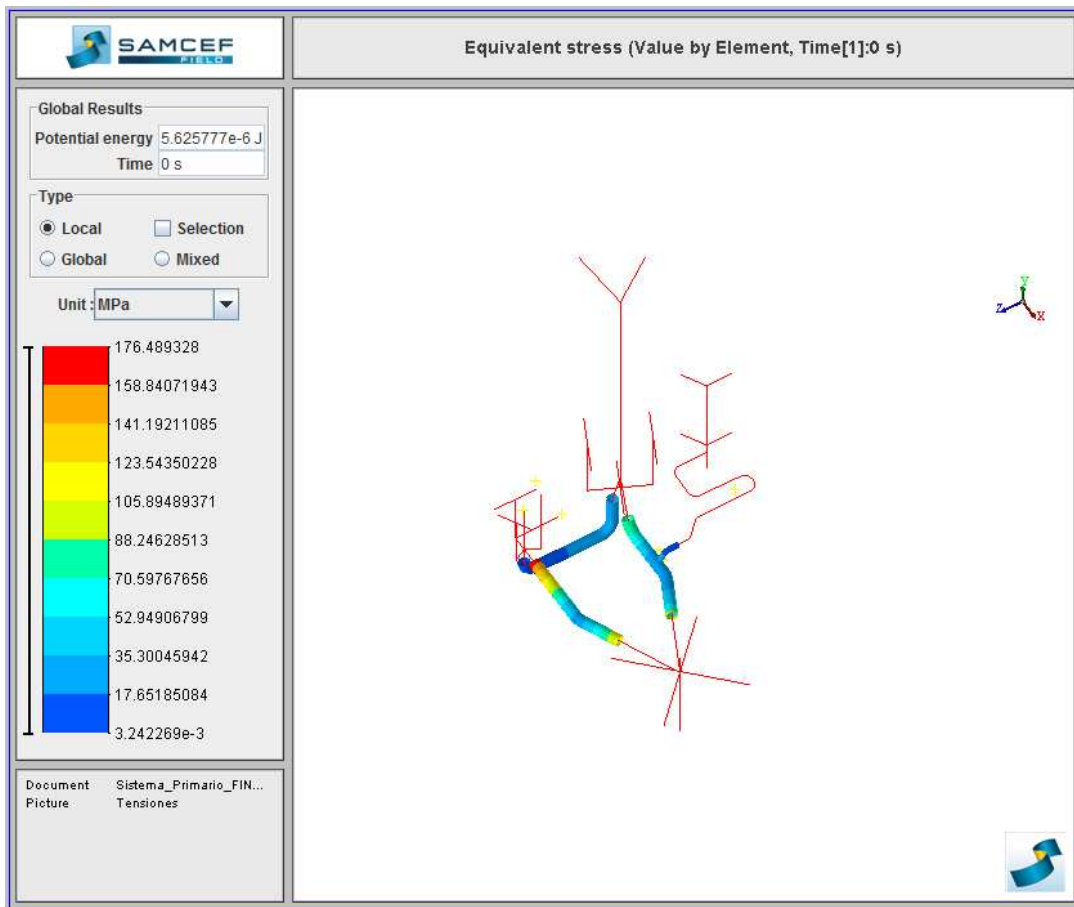 SAMCEF
FIELD
Equivalent stress (Value by Element, Time[1]:0 s)
Global Results
Potential energy 5.625777e-6 J
Time 0 s
Type
Local Selection
Global Mixed
Unit : MPa
176.489328
158.84071943
141.19211085
123.54350228
105.89489371
88.24628513
70.59767656
52.94906799
35.30045942
17.65185084
3.242269e-3
Y
Z
X
Document Sistema_Primario_FIN...
Picture Tensiones